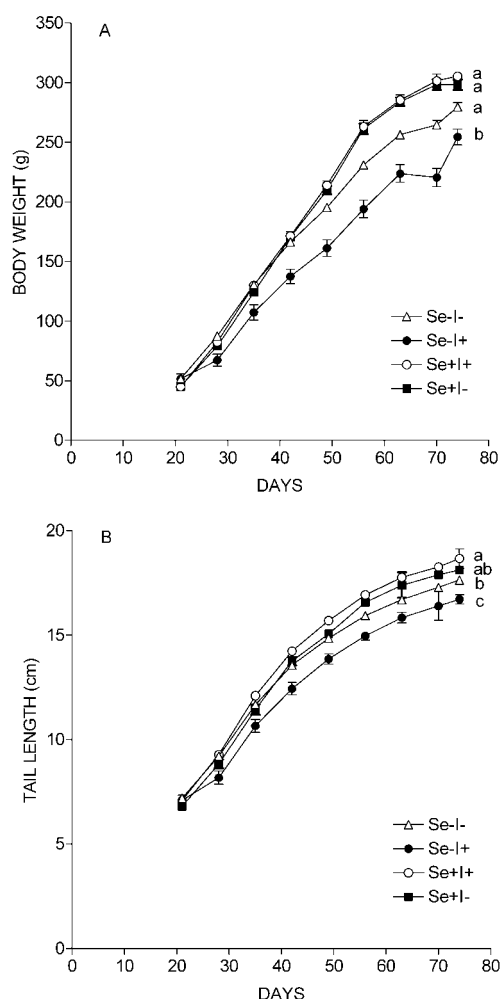 A
BODY WEIGHT (g)
350
300
250
200
150
100
50
0
a
a
a
b
Se-I-
Se-I+
Se+I+
Se+I-
0 10 20 30 40 50 60 70 80
DAYS
B
TAIL LENGTH (cm)
20
15
10
5
0
a
ab
b
c
Se-I-
Se-I+
Se+I+
Se+I-
0 10 20 30 40 50 60 70 80
DAYS